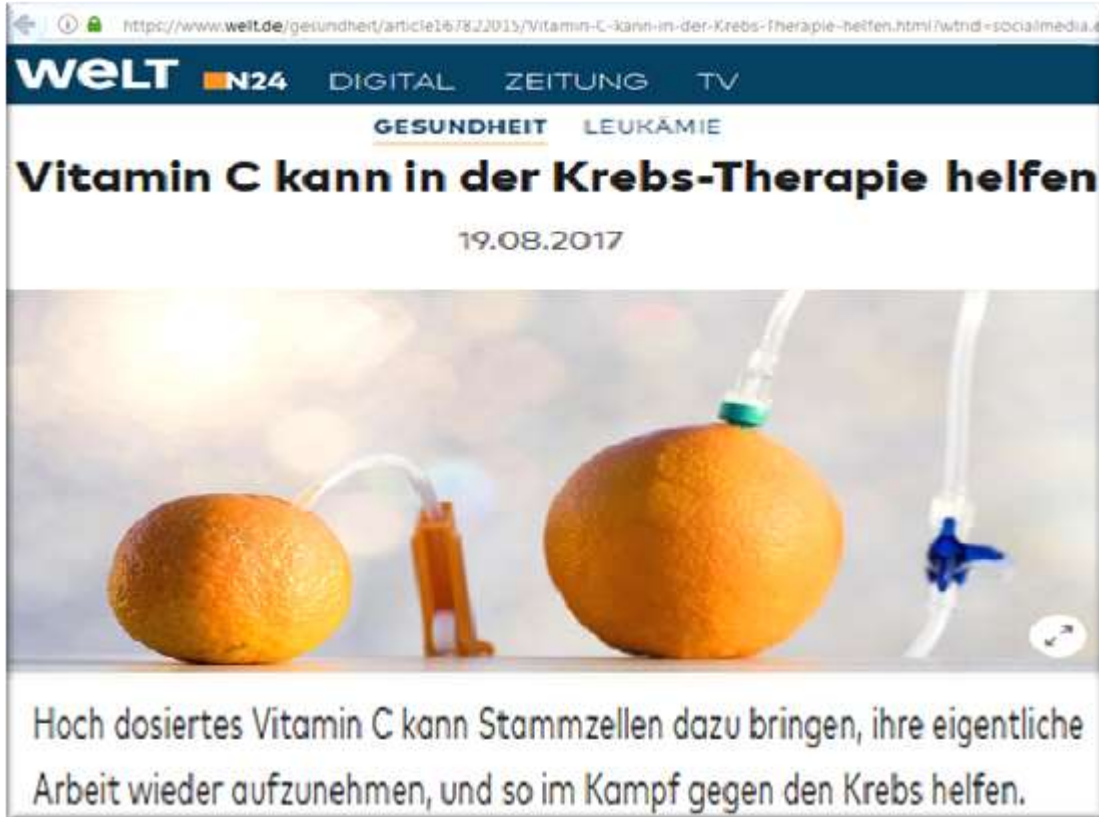 https://www.welt.de/gesundheit/article167822015/Vitamin-C-kann-in-der-Krebs-Therapie-helfen.html?wtrid=socialmedia.e
WELT N24 DIGITAL ZEITUNG TV
GESUNDHEIT LEUKÄMIE
Vitamin C kann in der Krebs-Therapie helfen
19.08.2017
Hoch dosiertes Vitamin C kann Stammzellen dazu bringen, ihre eigentliche
Arbeit wieder aufzunehmen, und so im Kampf gegen den Krebs helfen.